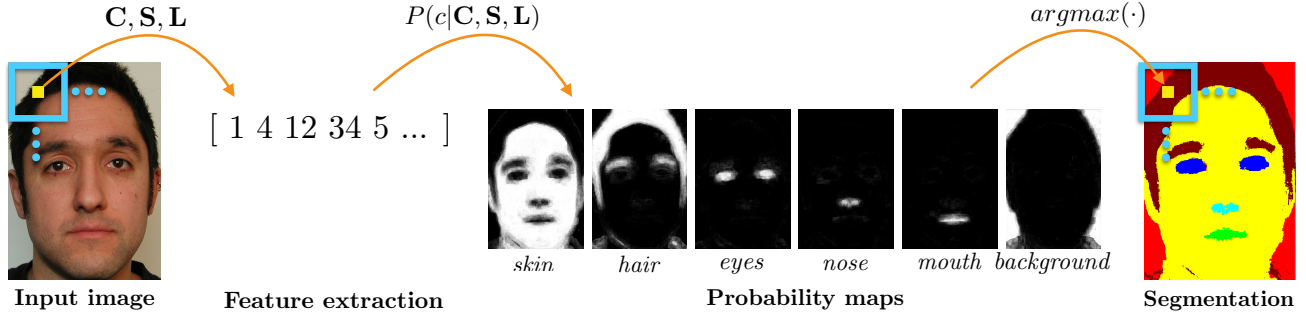 C, S, L
P(c|C, S, L)
argmax(·)
[ 1 4 12 34 5 ... ]
skin hair eyes nose mouth background
Input image
Feature extraction
Probability maps
Segmentation